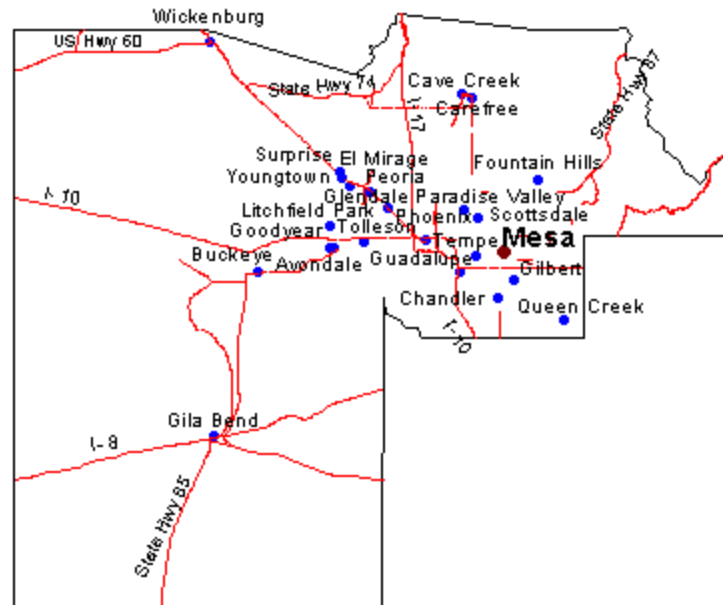 Wickenburg
US Hwy 60
State Hwy 74
Cave Creek
Carefree
I-17
State Hwy 87
Surprise
El Mirage
Fountain Hills
Youngtown
Peoria
I-10
Glendale
Paradise Valley
Litchfield Park
Phoenix
Scottsdale
Goodyear
Tolleson
Tempe
Mesa
Buckeye
Avondale
Guadalupe
Gilbert
Chandler
Queen Creek
I-10
Gila Bend
I-8
State Hwy 85